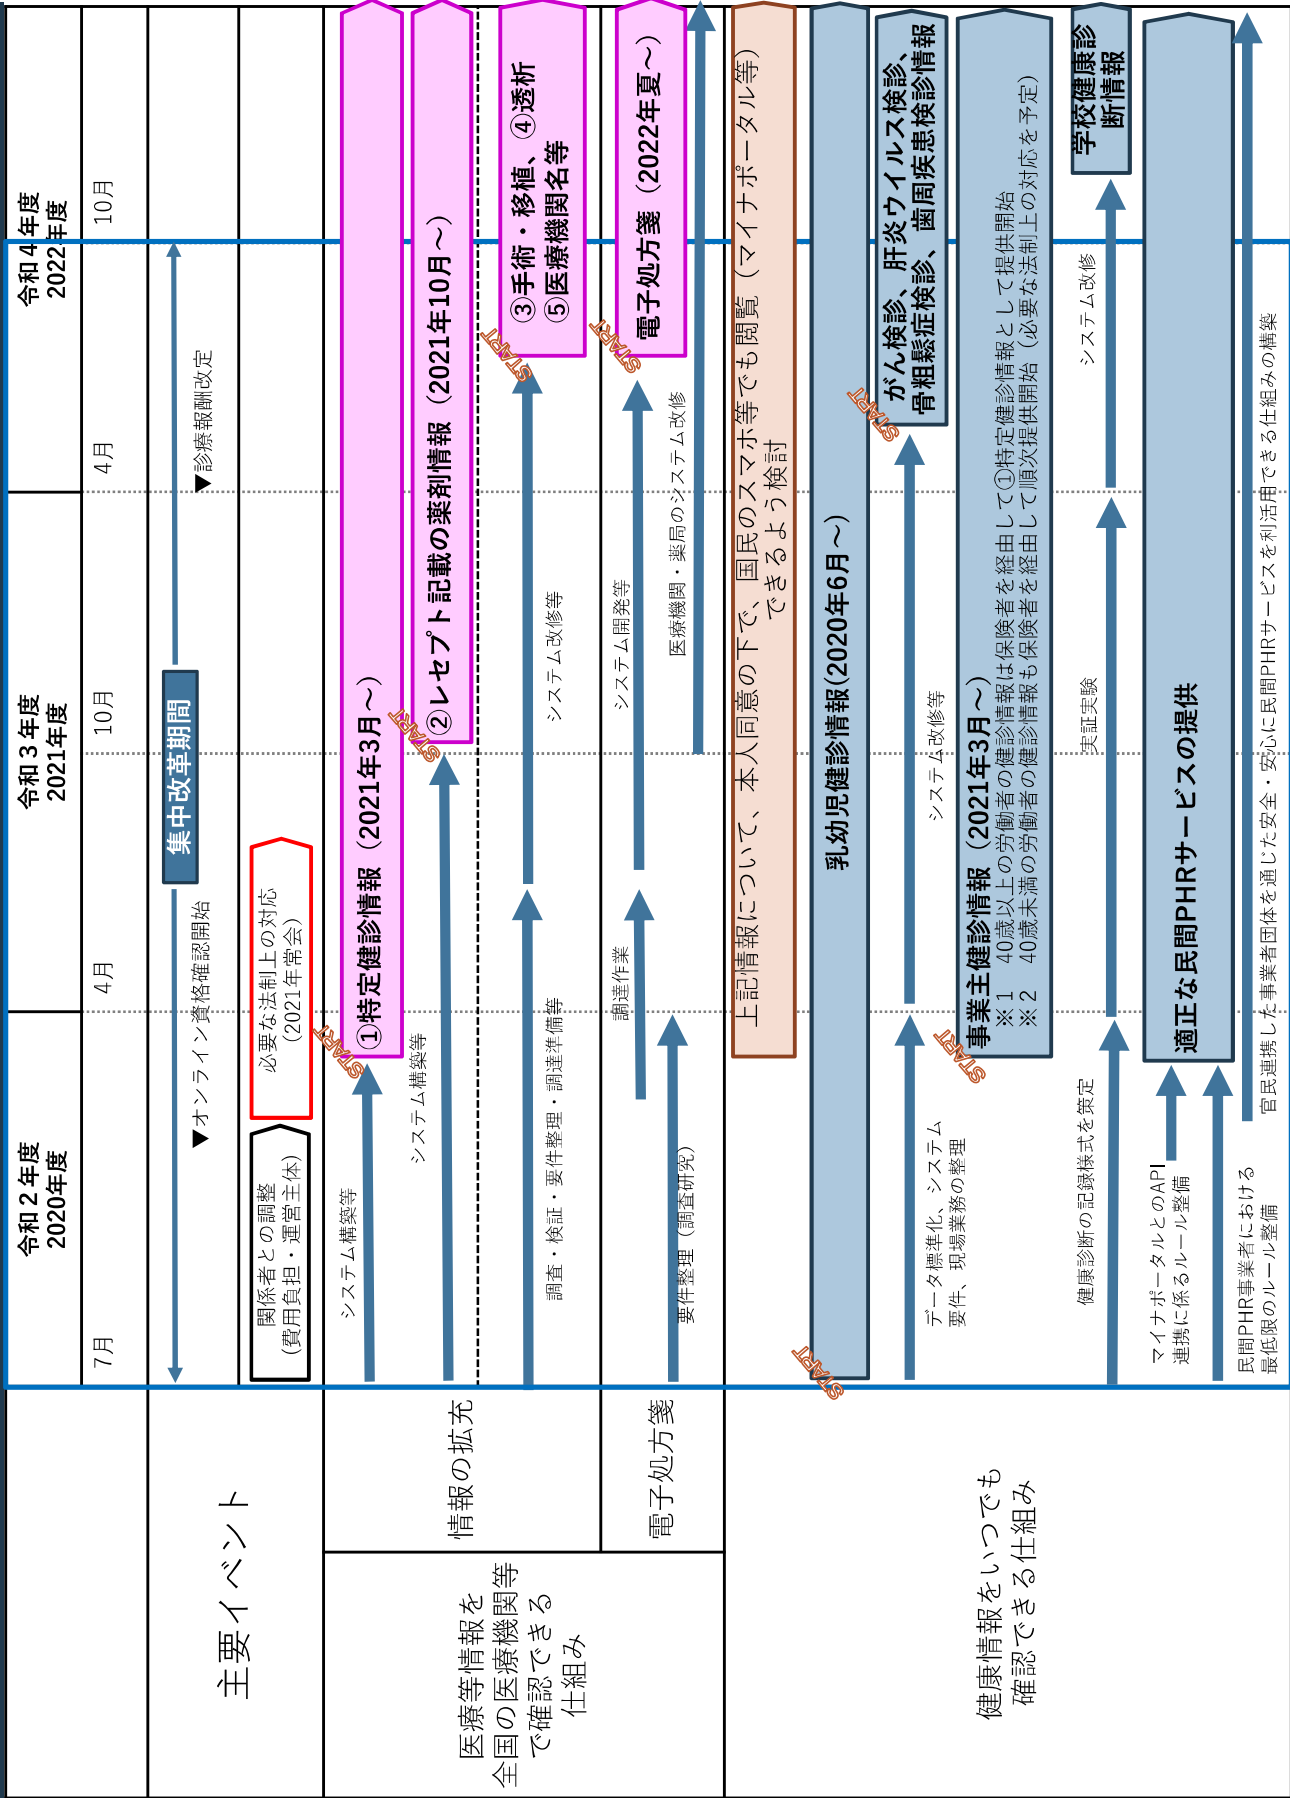 令和２年度
2020年度
令和３年度
2021年度
令和４年度
2022年度
7月
4月
10月
4月
10月
主要イベント
集中改革期間
▼オンライン資格確認開始
▼診療報酬改定
関係者との調整
(費用負担・運営主体)
必要な法制上の対応
(2021年常会)
医療等情報を
全国の医療機関等
で確認できる
仕組み
情報の拡充
システム構築等
START
①特定健診情報（2021年3月～）
システム構築等
START
②レセプト記載の薬剤情報（2021年10月～）
調査・検証・要件整理・調達準備等
システム改修等
START
③手術・移植、④透析
⑤医療機関名等
電子処方箋
要件整理（調査研究）
調達作業
システム開発等
START
電子処方箋（2022年夏～）
医療機関・薬局のシステム改修
健康情報をいつでも
確認できる仕組み
上記情報について、本人同意の下で、国民のスマホ等でも閲覧（マイナポータル等）
できるよう検討
START
乳幼児健診情報(2020年6月～)
データ標準化、システム
要件、現場業務の整理
システム改修等
START
がん検診、肝炎ウイルス検診、
骨粗鬆症検診、歯周疾患検診情報
START
事業主健診情報（2021年3月～）
※１　40歳以上の労働者の健診情報は保険者を経由して①特定健診情報として提供開始
※２　40歳未満の労働者の健診情報も保険者を経由して順次提供開始（必要な法制上の対応を予定）
健康診断の記録様式を策定
実証実験
システム改修
学校健康診
断情報
マイナポータルとのAPI
連携に係るルール整備
適正な民間PHRサービスの提供
民間PHR事業者における
最低限のルール整備
官民連携した事業者団体を通じた安全・安心に民間PHRサービスを利活用できる仕組みの構築